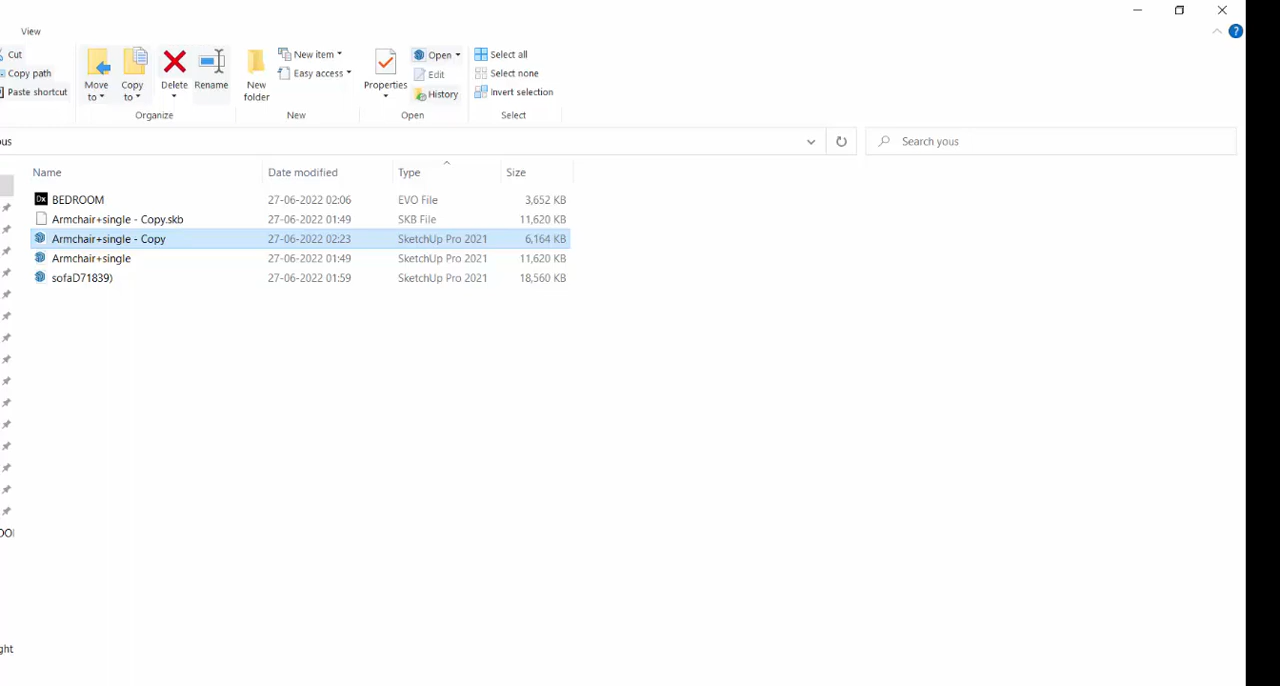 View
Cut
Copy path
Paste shortcut
Move to
Copy to
Delete
Rename
Organize
New folder
New item
Easy access
New
Properties
Open
Edit
History
Open
Select all
Select none
Invert selection
Select
ous
Search yous
Name Date modified Type Size
Dx BEDROOM 27-06-2022 02:06 EVO File 3,652 KB
Armchair+single - Copy.skb 27-06-2022 01:49 SKB File 11,620 KB
Armchair+single - Copy 27-06-2022 02:23 SketchUp Pro 2021 6,164 KB
Armchair+single 27-06-2022 01:49 SketchUp Pro 2021 11,620 KB
sofaD71839) 27-06-2022 01:59 SketchUp Pro 2021 18,560 KB
ght